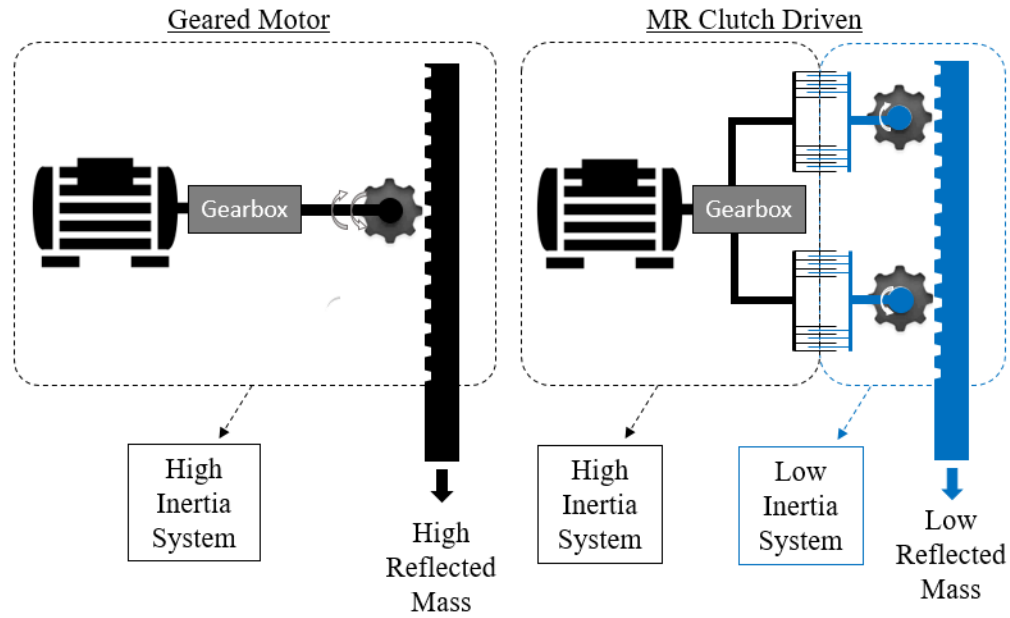 Geared Motor
Gearbox
High
Inertia
System
High
Reflected
Mass
MR Clutch Driven
Gearbox
High
Inertia
System
Low
Inertia
System
Low
Reflected
Mass